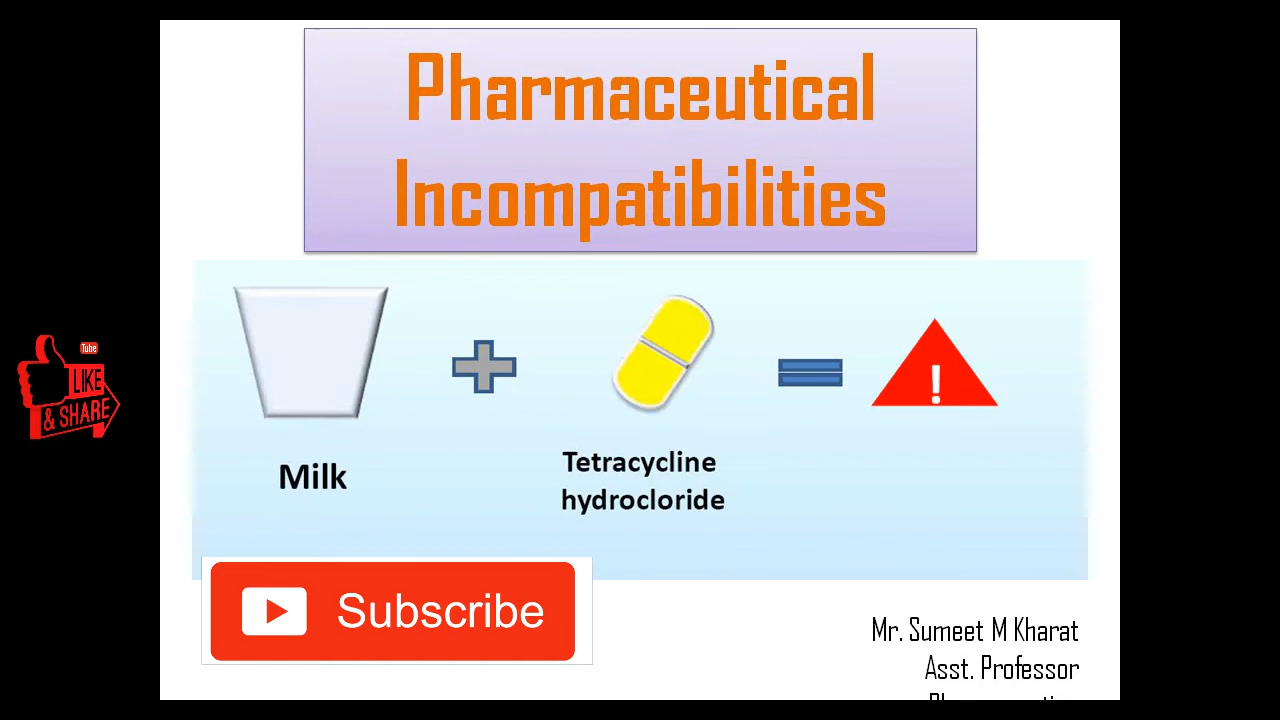 Pharmaceutical
Incompatibilities
!
Milk
Tetracycline
hydrocloride
Tube
LIKE
& SHARE
Subscribe
Mr. Sumeet M Kharat
Asst. Professor